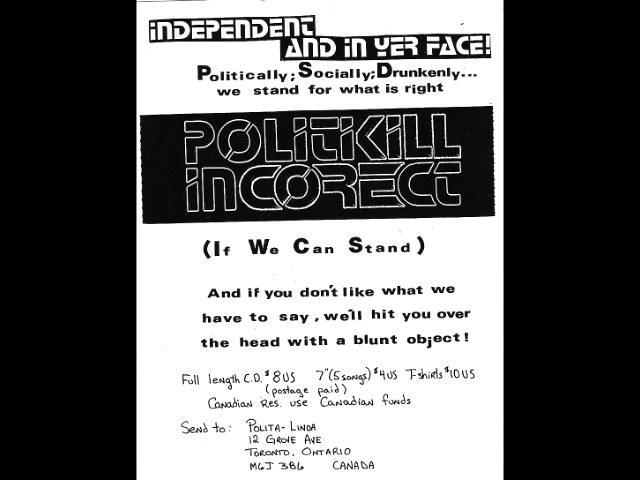 INDEPENDENT
AND IN YER FACE!
Politically; Socially; Drunkenly...
we stand for what is right
POLITIKILL
INCORECT
(If We Can Stand)
And if you don't like what we
have to say, we'll hit you over
the head with a blunt object!
Full length C.D. $8US 7"(5 songs) $4US T-shirts $10US
(postage paid)
Canadian Res. use Canadian funds
Send to: POLITA-LINDA
12 GROVE AVE
TORONTO, ONTARIO
M6J 3B6 CANADA